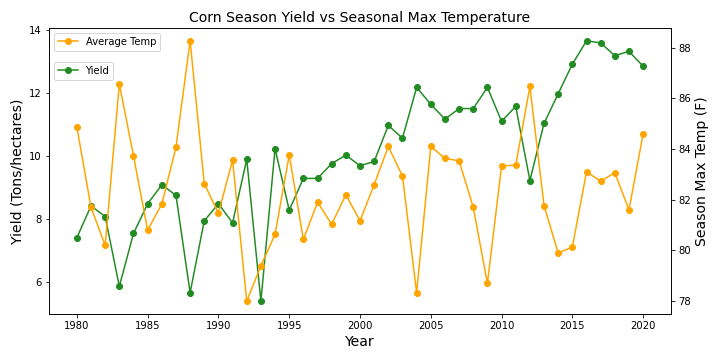 Corn Season Yield vs Seasonal Max Temperature
Average Temp
Yield
Yield (Tons/hectares)
14
12
10
8
6
88
86
84
82
80
78
Season Max Temp (F)
1980 1985 1990 1995 2000 2005 2010 2015 2020
Year